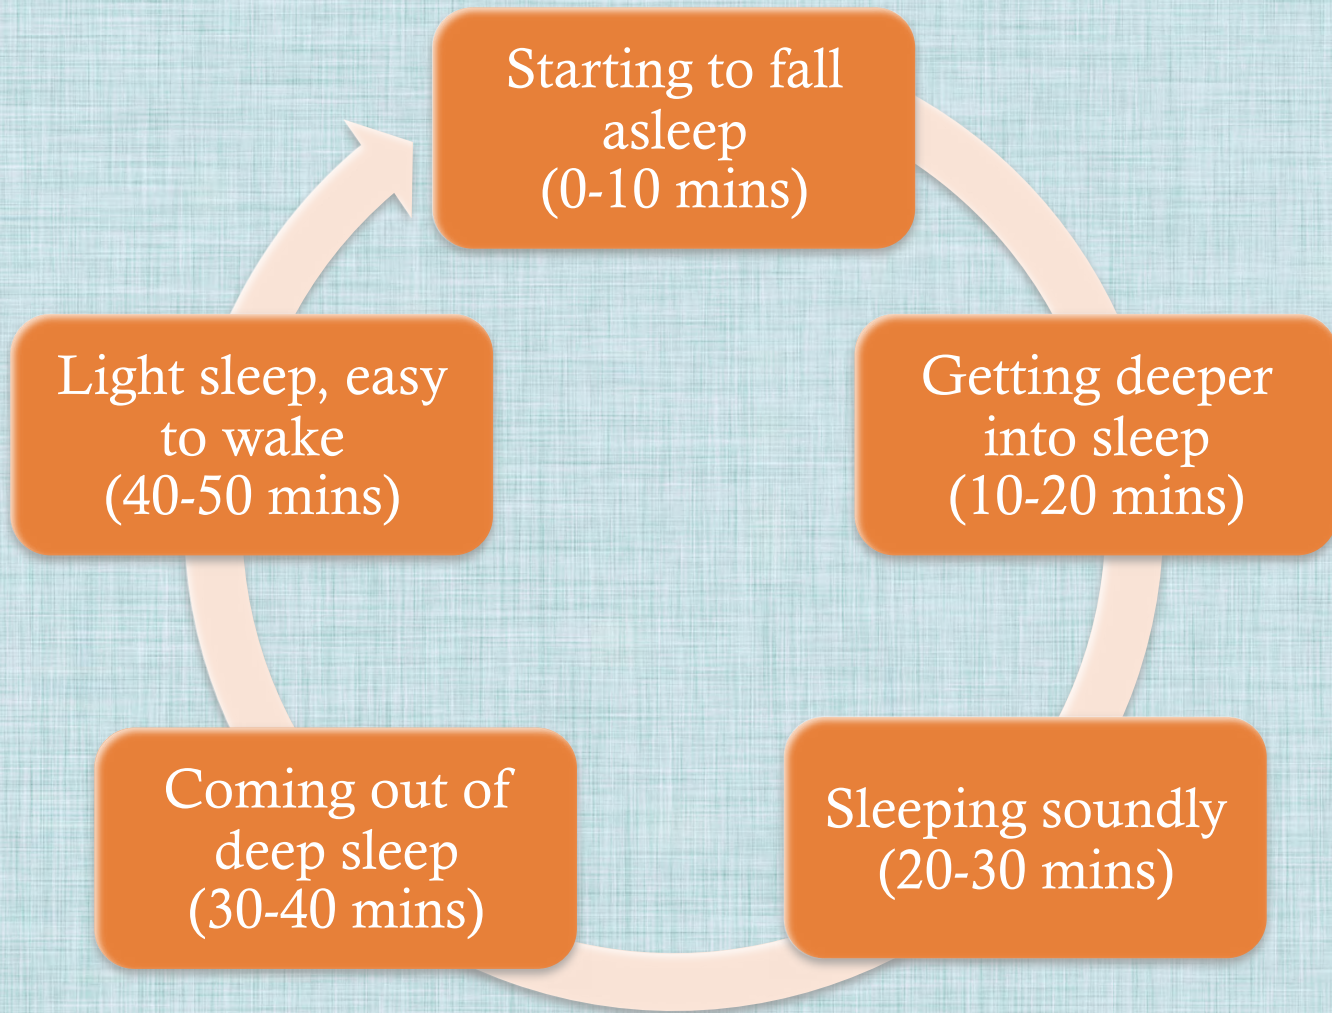 Starting to fall
asleep
(0-10 mins)
Getting deeper
into sleep
(10-20 mins)
Sleeping soundly
(20-30 mins)
Coming out of
deep sleep
(30-40 mins)
Light sleep, easy
to wake
(40-50 mins)